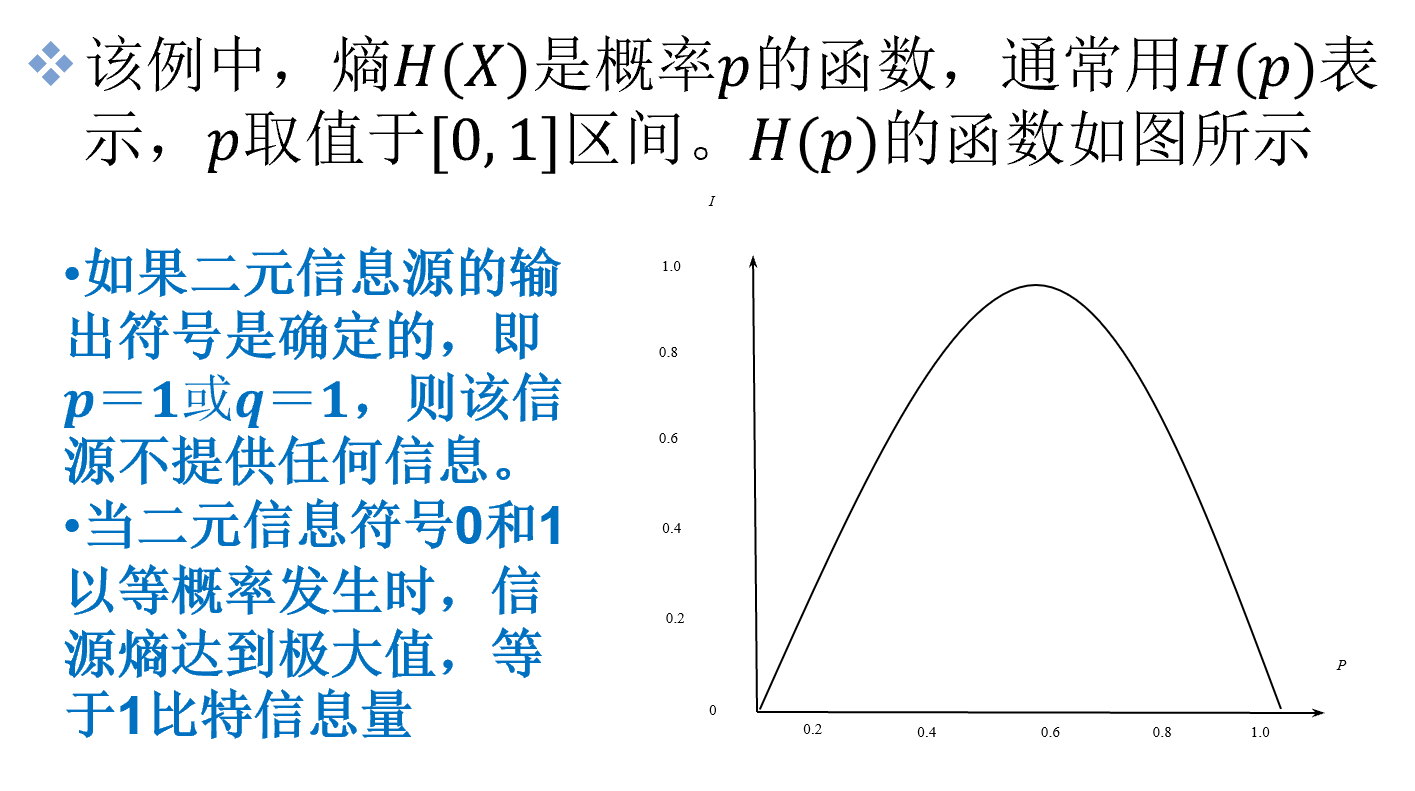 ❖该例中，熵H(X)是概率p的函数，通常用H(p)表
示，p取值于[0,1]区间。H(p)的函数如图所示
•如果二元信息源的输
出符号是确定的，即
p＝1或q＝1，则该信
源不提供任何信息。
•当二元信息符号0和1
以等概率发生时，信
源熵达到极大值，等
于1比特信息量
I
1.0
0.8
0.6
0.4
0.2
0
0.2 0.4 0.6 0.8 1.0
P